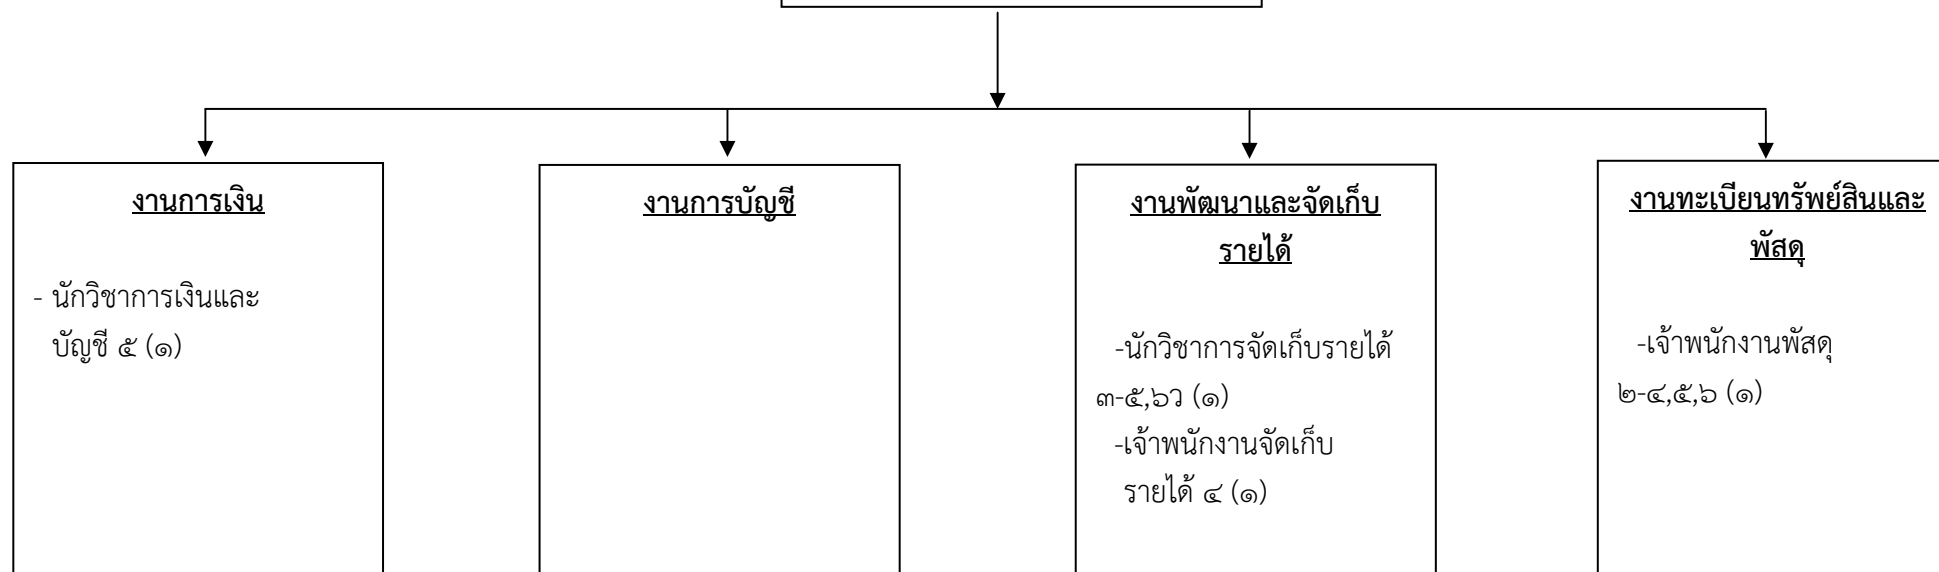 งานการเงิน
- นักวิชาการเงินและ
บัญชี ๕ (๑)
งานการบัญชี
งานพัฒนาและจัดเก็บ
รายได้
-นักวิชาการจัดเก็บรายได้
๓-๕,๖ว (๑)
-เจ้าพนักงานจัดเก็บ
รายได้ ๔ (๑)
งานทะเบียนทรัพย์สินและ
พัสดุ
-เจ้าพนักงานพัสดุ
๒-๔,๕,๖ (๑)